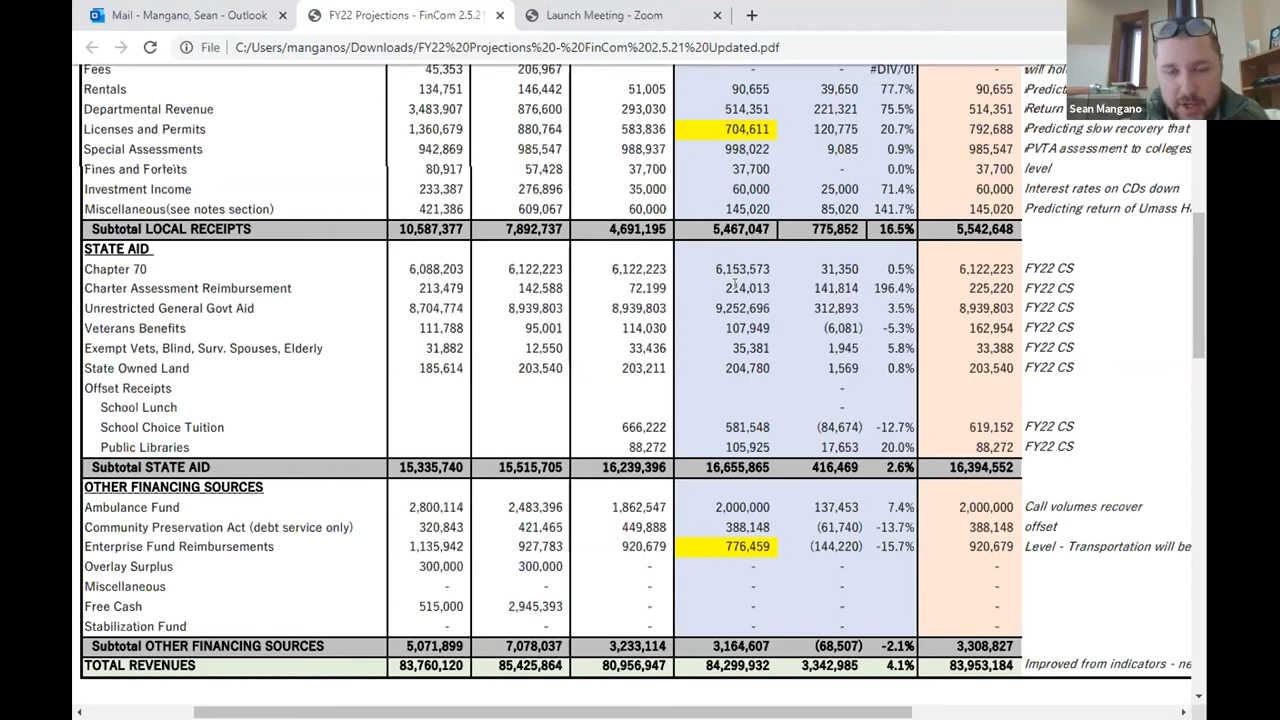 Mail - Mangano, Sean - Outlook FY22 Projections - FinCom 2.5.21 Launch Meeting - Zoom
File C:/Users/manganos/Downloads/FY22%20Projections%20-%20FinCom%202.5.21%20Updated.pdf
Sean Mangano
Fees 45,353 206,967 - - #DIV/0! - will hol
Rentals 134,751 146,442 51,005 90,655 39,650 77.7% 90,655 Predict
Departmental Revenue 3,483,907 876,600 293,030 514,351 221,321 75.5% 514,351 Return
Licenses and Permits 1,360,679 880,764 583,836 704,611 120,775 20.7% 792,688 Predicting slow recovery that
Special Assessments 942,869 985,547 988,937 998,022 9,085 0.9% 985,547 PVTA assessment to colleges
Fines and Forfeits 80,917 57,428 37,700 37,700 - 0.0% 37,700 level
Investment Income 233,387 276,896 35,000 60,000 25,000 71.4% 60,000 Interest rates on CDs down
Miscellaneous(see notes section) 421,386 609,067 60,000 145,020 85,020 141.7% 145,020 Predicting return of Umass H
Subtotal LOCAL RECEIPTS 10,587,377 7,892,737 4,691,195 5,467,047 775,852 16.5% 5,542,648
STATE AID
Chapter 70 6,088,203 6,122,223 6,122,223 6,153,573 31,350 0.5% 6,122,223 FY22 CS
Charter Assessment Reimbursement 213,479 142,588 72,199 214,013 141,814 196.4% 225,220 FY22 CS
Unrestricted General Govt Aid 8,704,774 8,939,803 8,939,803 9,252,696 312,893 3.5% 8,939,803 FY22 CS
Veterans Benefits 111,788 95,001 114,030 107,949 (6,081) -5.3% 162,954 FY22 CS
Exempt Vets, Blind, Surv. Spouses, Elderly 31,882 12,550 33,436 35,381 1,945 5.8% 33,388 FY22 CS
State Owned Land 185,614 203,540 203,211 204,780 1,569 0.8% 203,540 FY22 CS
Offset Receipts -
School Lunch -
School Choice Tuition 666,222 581,548 (84,674) -12.7% 619,152 FY22 CS
Public Libraries 88,272 105,925 17,653 20.0% 88,272 FY22 CS
Subtotal STATE AID 15,335,740 15,515,705 16,239,396 16,655,865 416,469 2.6% 16,394,552
OTHER FINANCING SOURCES
Ambulance Fund 2,800,114 2,483,396 1,862,547 2,000,000 137,453 7.4% 2,000,000 Call volumes recover
Community Preservation Act (debt service only) 320,843 421,465 449,888 388,148 (61,740) -13.7% 388,148 offset
Enterprise Fund Reimbursements 1,135,942 927,783 920,679 776,459 (144,220) -15.7% 920,679 Level - Transportation will be
Overlay Surplus 300,000 300,000 - - - -
Miscellaneous - - - - - -
Free Cash 515,000 2,945,393 - - - -
Stabilization Fund - - - - - -
Subtotal OTHER FINANCING SOURCES 5,071,899 7,078,037 3,233,114 3,164,607 (68,507) -2.1% 3,308,827
TOTAL REVENUES 83,760,120 85,425,864 80,956,947 84,299,932 3,342,985 4.1% 83,953,184 Improved from indicators - ne